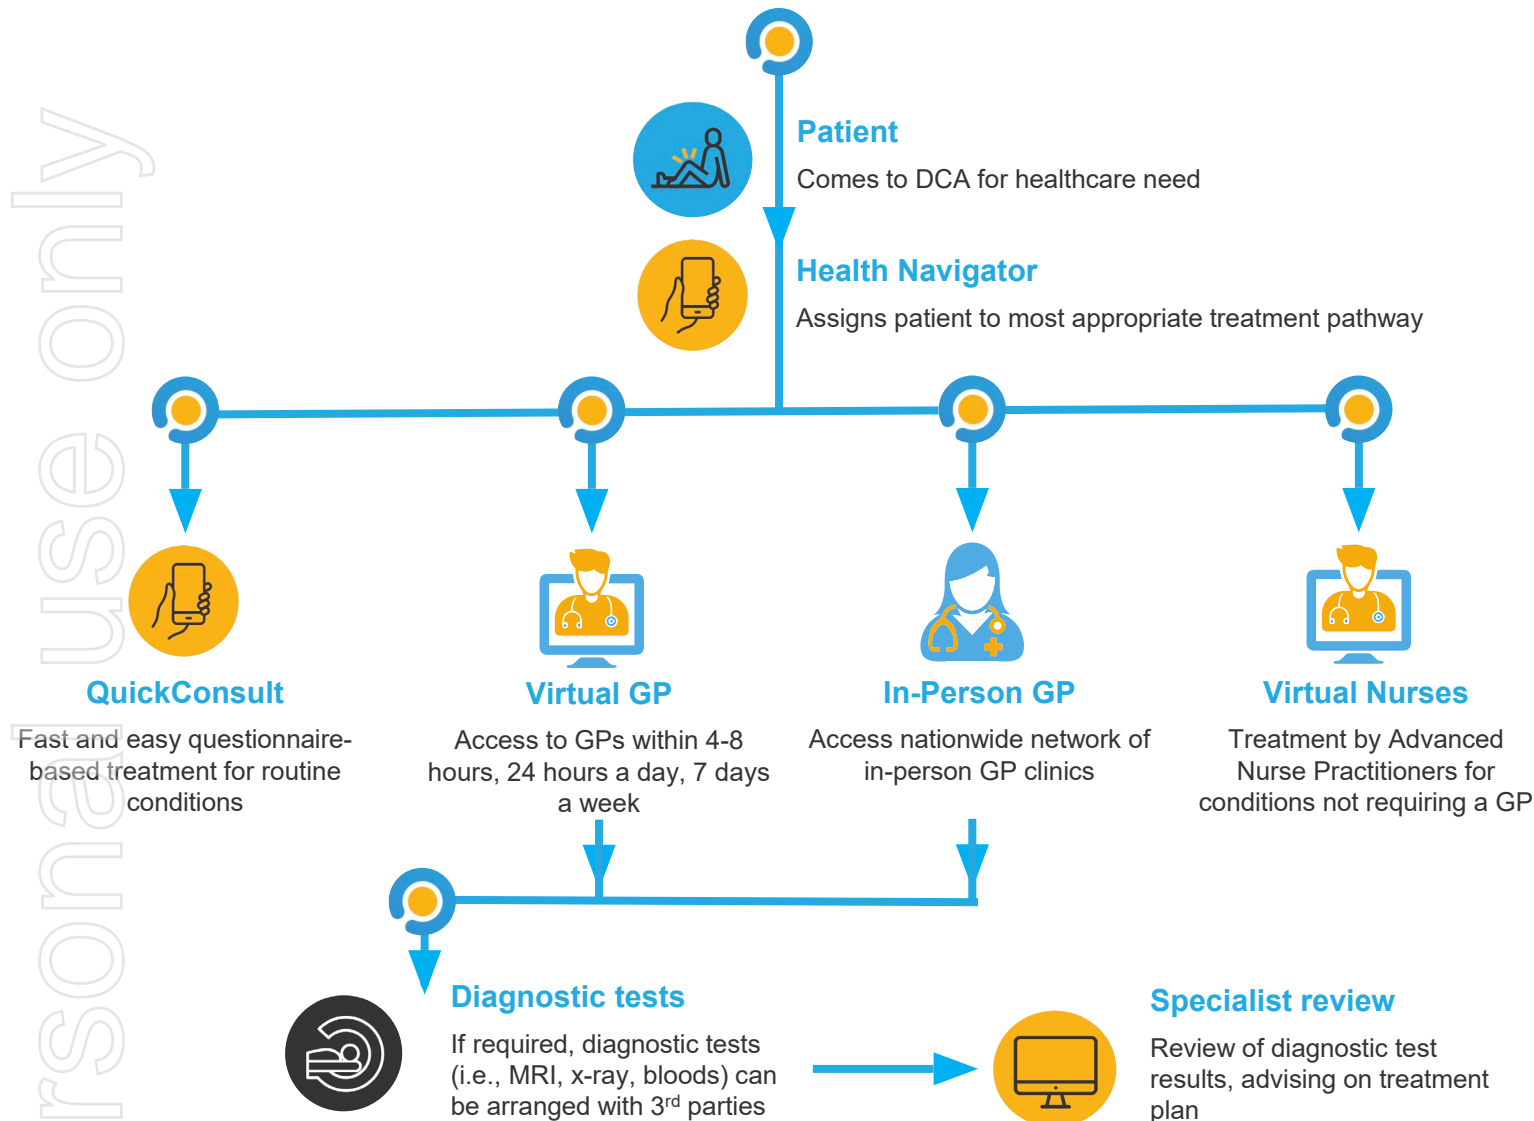 Patient
Comes to DCA for healthcare need
Health Navigator
Assigns patient to most appropriate treatment pathway
QuickConsult
Fast and easy questionnaire-
based treatment for routine
conditions
Virtual GP
Access to GPs within 4-8
hours, 24 hours a day, 7 days
a week
In-Person GP
Access nationwide network of
in-person GP clinics
Virtual Nurses
Treatment by Advanced
Nurse Practitioners for
conditions not requiring a GP
Diagnostic tests
If required, diagnostic tests
(i.e., MRI, x-ray, bloods) can
be arranged with 3rd parties
Specialist review
Review of diagnostic test
results, advising on treatment
plan
rsonal use only